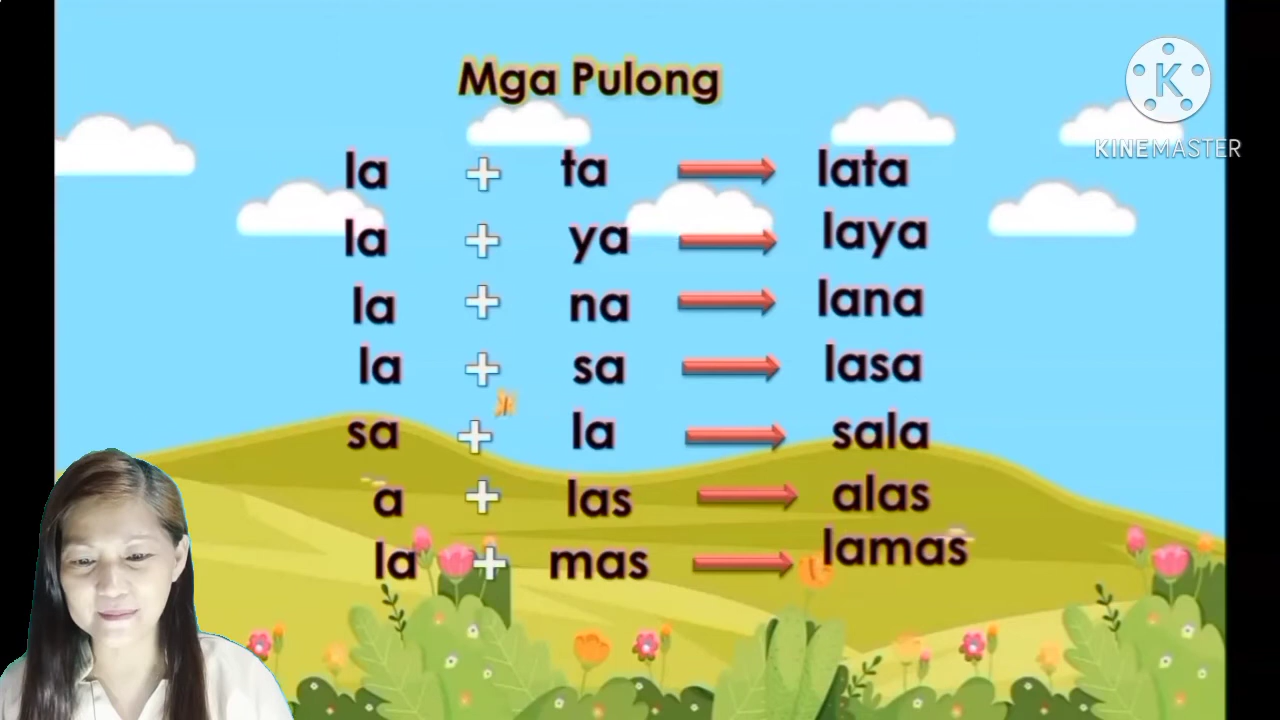 Mga Pulong
la + ta lata
la + ya laya
la + na lana
la + sa lasa
sa + la sala
a + las alas
la + mas lamas
K
KINEMASTER